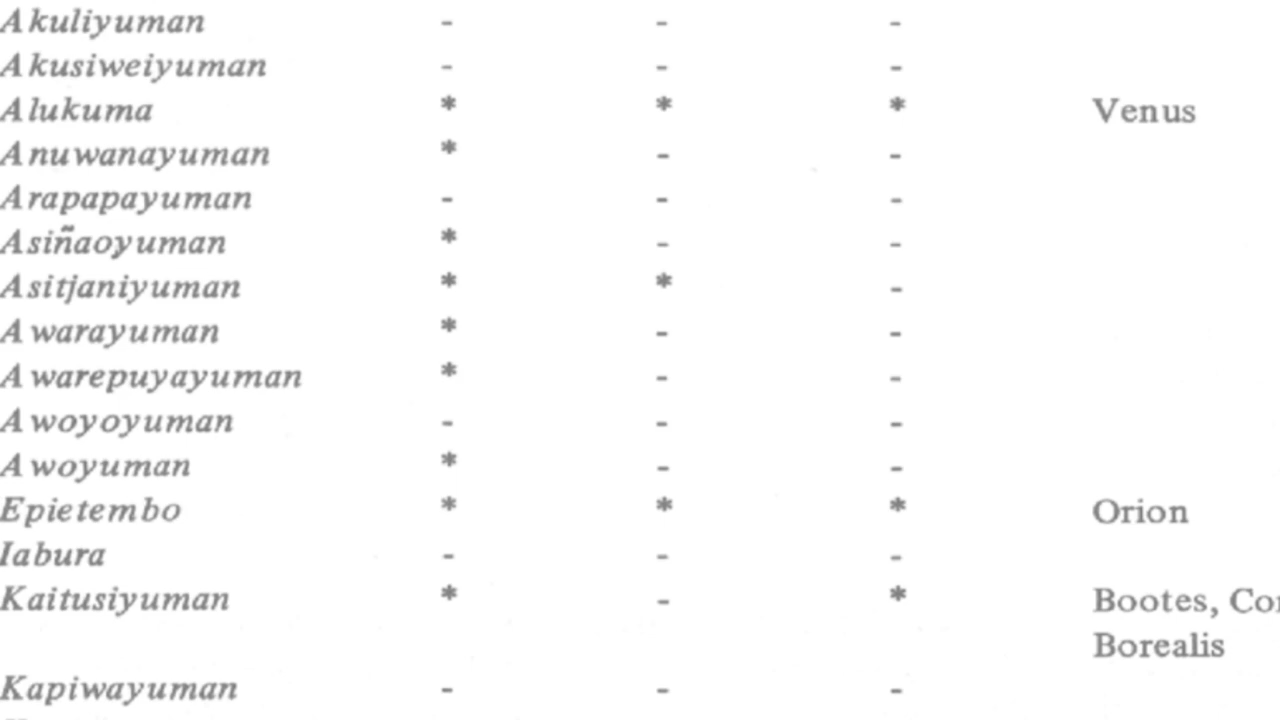 Akuliyuman - - -
Akusiweiyuman - - -
Alukuma * * * Venus
Anuwanayuman * - -
Arapapayuman - - -
Asiñaoyuman * - -
Asitjaniyuman * * -
Awarayuman * - -
Awarepuyayuman * - -
Awoyoyuman - - -
Awoyuman * - -
Epietembo * * * Orion
Iabura - - -
Kaitusiyuman * - * Bootes,
Borealis
Kapiwayuman - - -